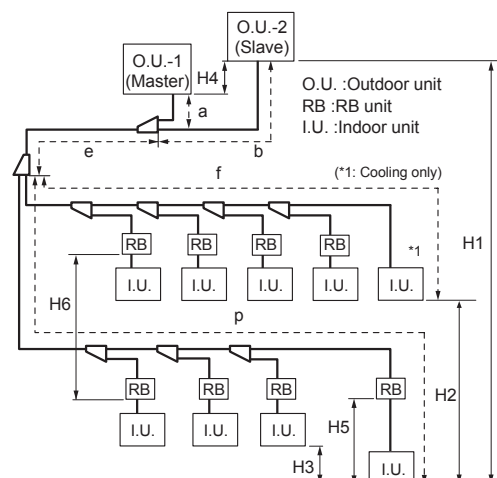 O.U.-2
(Slave)
O.U.-1
(Master)
H4
O.U. :Outdoor unit
RB :RB unit
I.U. :Indoor unit
a
e
b
f
(*1: Cooling only)
H1
RB
RB
RB
RB
*1
I.U.
I.U.
I.U.
I.U.
I.U.
H6
p
H2
RB
RB
RB
RB
I.U.
I.U.
I.U.
H5
H3
I.U.